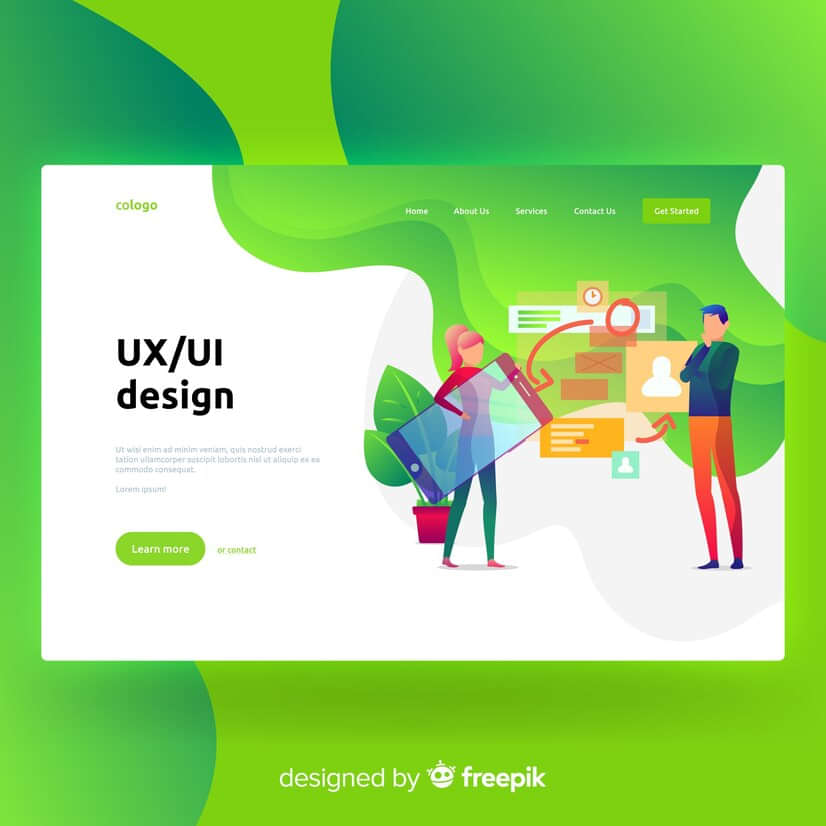 cologo
Home About Us Services Contact Us Get Started
UX/UI
design
Ut wisi enim ad minim veniam, quis nostrud exerci
tation ullamcorper suscipit lobortis nisl ut aliquip ex ea
commodo consequat.
Lorem ipsum!
Learn more or contact
designed by freepik